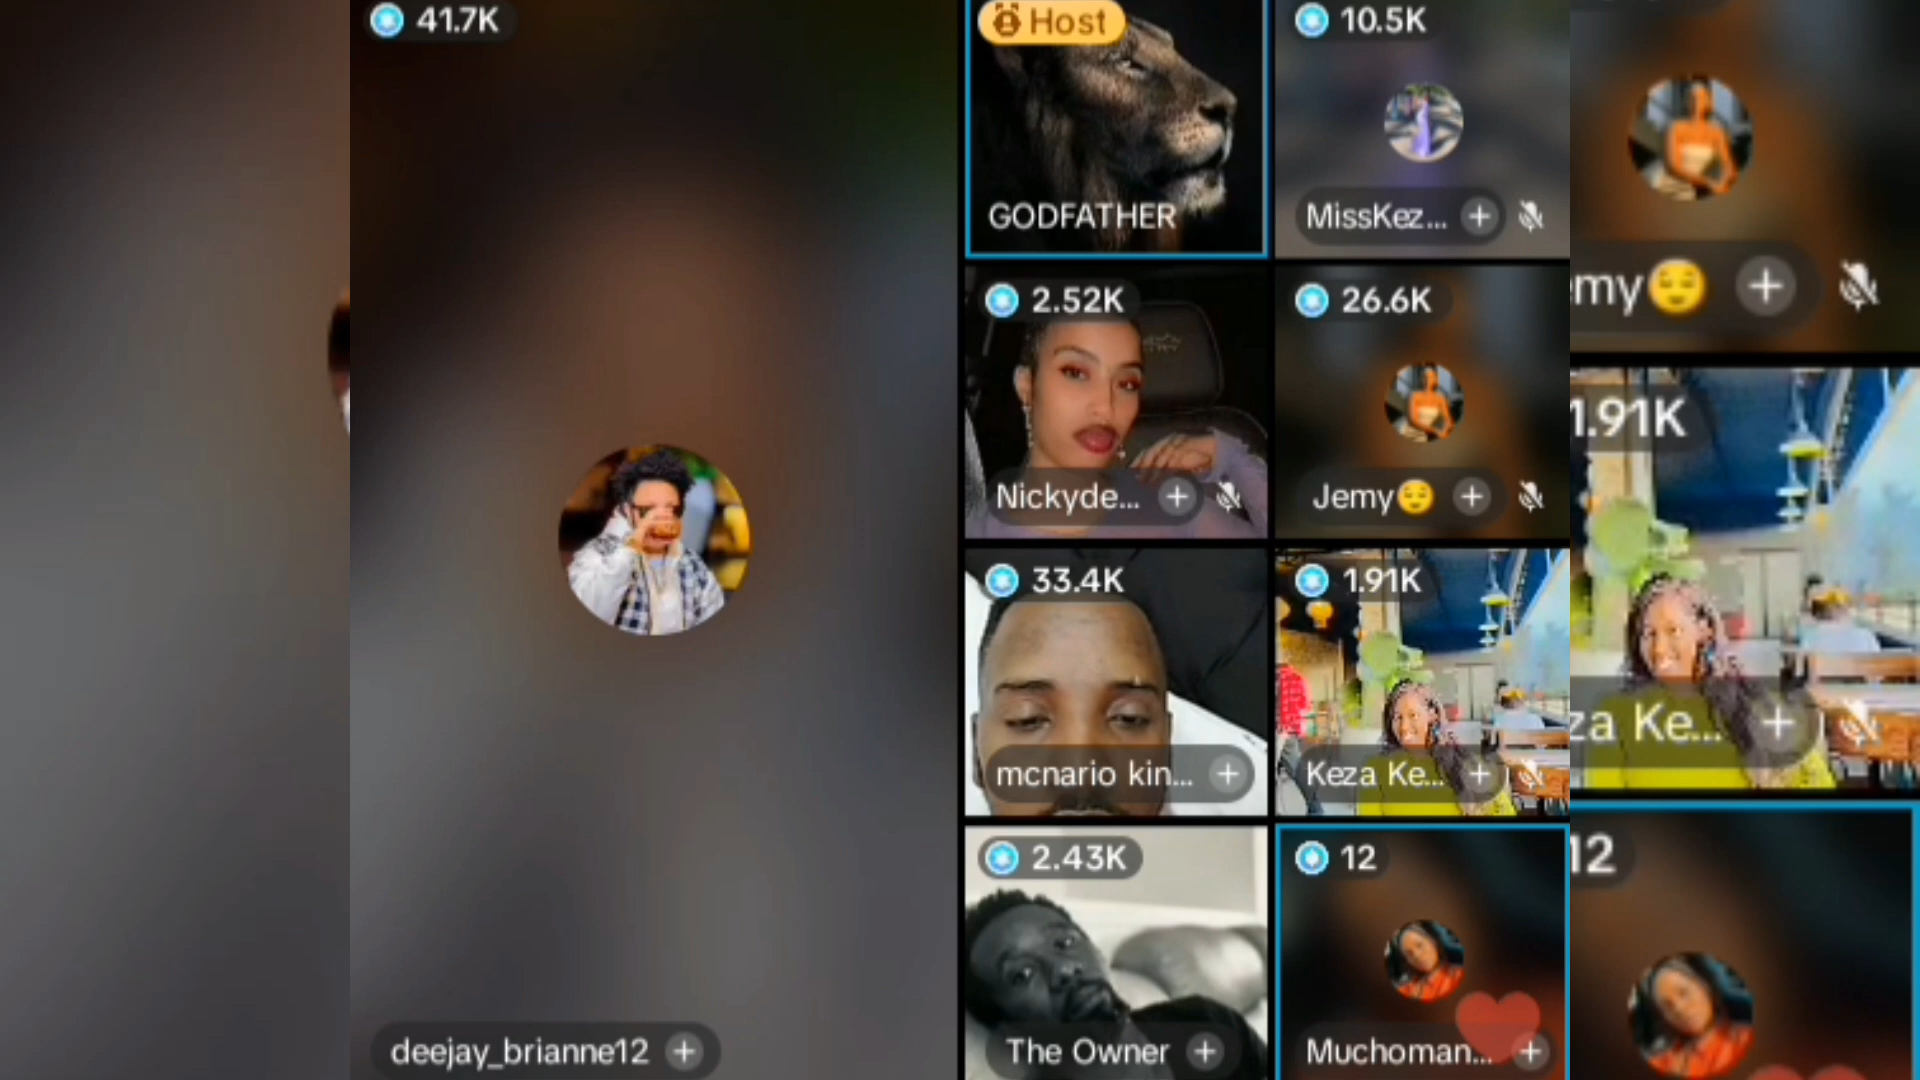 41.7K
Host
10.5K
GODFATHER
MissKez...
emy😌
2.52K
26.6K
Nickyde...
Jemy😌
1.91K
33.4K
1.91K
mcnario kin...
Keza Ke...
za Ke...
2.43K
12
12
deejay_brianne12
The Owner
Muchoman...